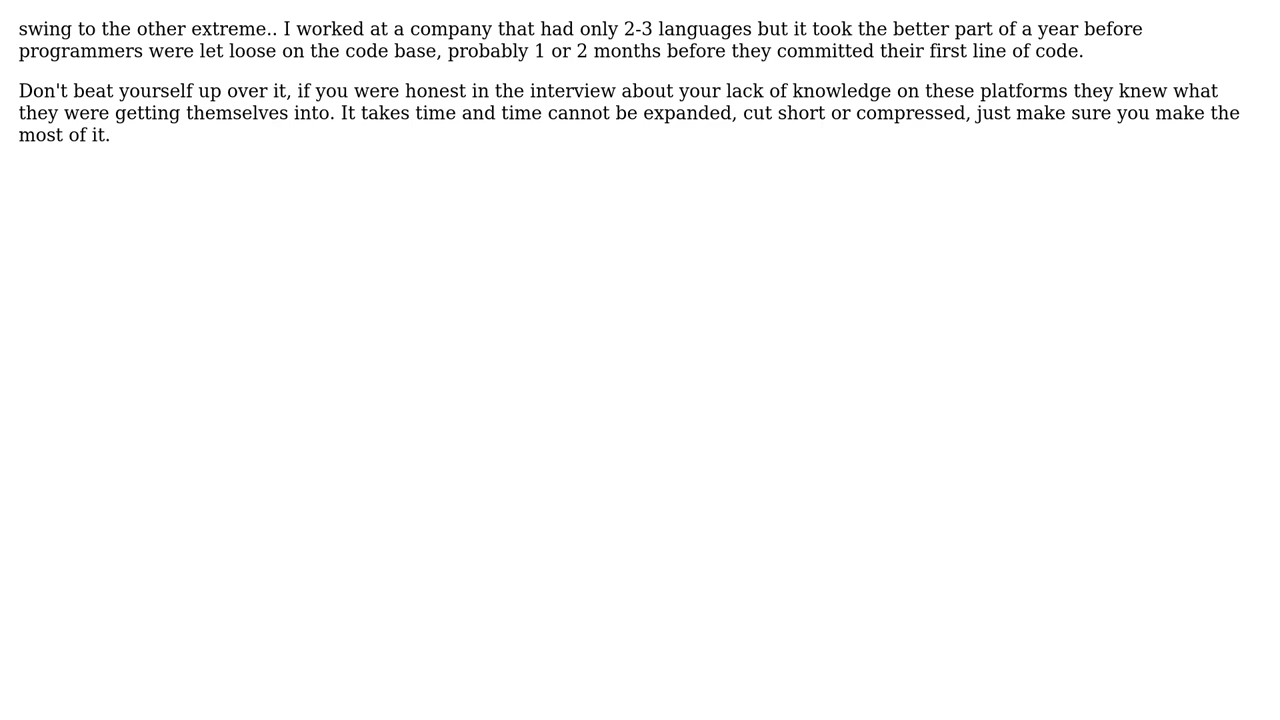 swing to the other extreme.. I worked at a company that had only 2-3 languages but it took the better part of a year before
programmers were let loose on the code base, probably 1 or 2 months before they committed their first line of code.
Don't beat yourself up over it, if you were honest in the interview about your lack of knowledge on these platforms they knew what
they were getting themselves into. It takes time and time cannot be expanded, cut short or compressed, just make sure you make the
most of it.